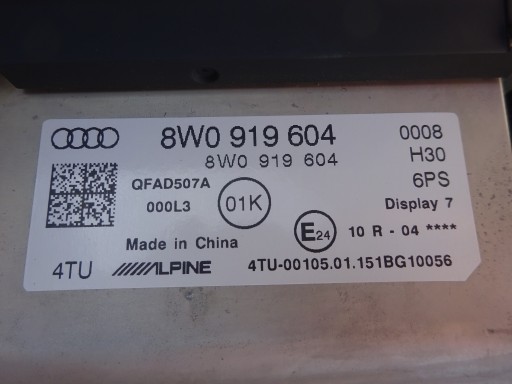 8W0 919 604 0008
8W0 919 604 H30
QFAD507A 6PS
000L3 01K Display 7
E24 10 R - 04 ****
Made in China
4TU ALPINE 4TU-00105.01.151BG10056